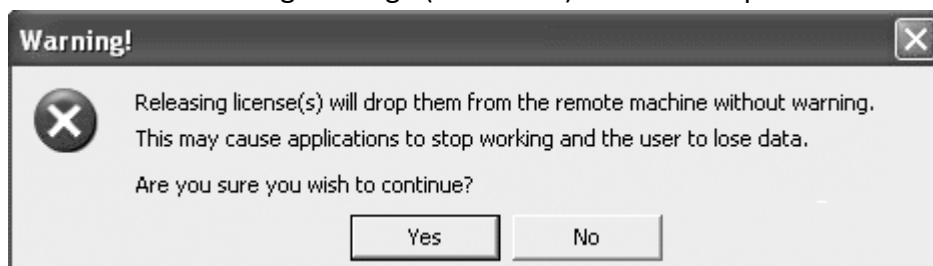 Warning!
Releasing license(s) will drop them from the remote machine without warning.
This may cause applications to stop working and the user to lose data.
Are you sure you wish to continue?
Yes No